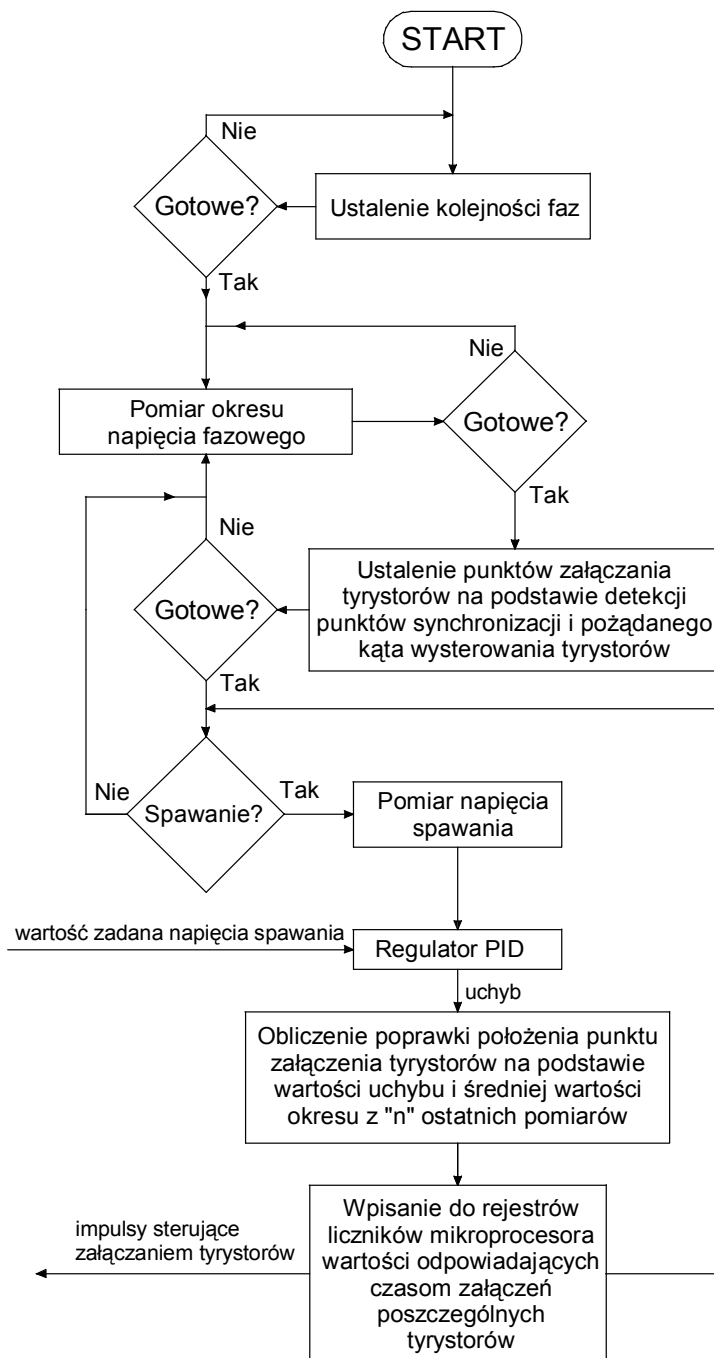 START
Nie
Gotowe?
Ustalenie kolejności faz
Tak
Nie
Pomiar okresu
napięcia fazowego
Gotowe?
Tak
Nie
Gotowe?
Ustalenie punktów załączania
tyrystorów na podstawie detekcji
punktów synchronizacji i pożądanego
kąta wysterowania tyrystorów
Tak
Nie
Spawanie?
Tak
Pomiar napięcia
spawania
wartość zadana napięcia spawania
Regulator PID
uchyb
Obliczenie poprawki położenia punktu
załączenia tyrystorów na podstawie
wartości uchybu i średniej wartości
okresu z "n" ostatnich pomiarów
impulsy sterujące
załączaniem tyrystorów
Wpisanie do rejestrów
liczników mikroprocesora
wartości odpowiadających
czasom załączeń
poszczególnych
tyrystorów